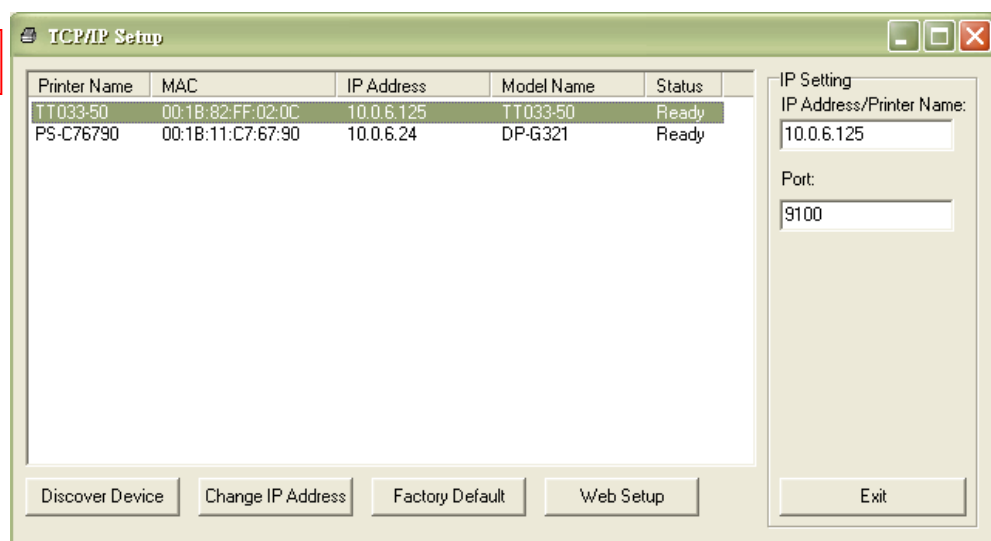 TCP/IP Setup
Printer Name MAC IP Address Model Name Status
TT033-50 00:1B:82:FF:02:0C 10.0.6.125 TT033-50 Ready
PS-C76790 00:1B:11:C7:67:90 10.0.6.24 DP-G321 Ready
IP Setting
IP Address/Printer Name:
10.0.6.125
Port:
9100
Discover Device Change IP Address Factory Default Web Setup Exit